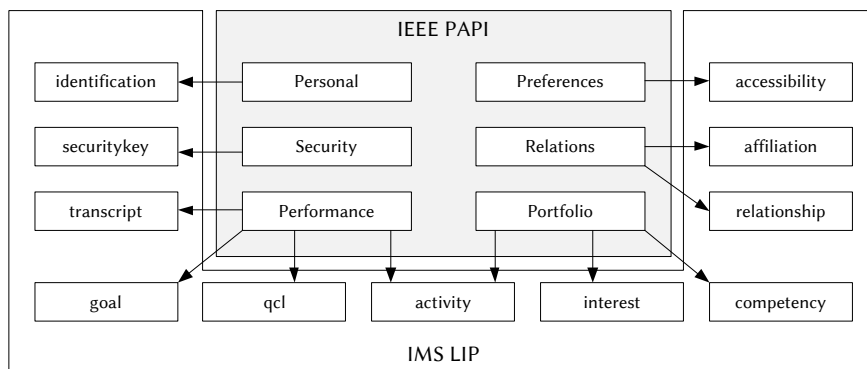 IEEE PAPI
identification
Personal
Preferences
accessibility
securitykey
Security
Relations
affiliation
transcript
Performance
Portfolio
relationship
goal
qcl
activity
interest
competency
IMS LIP